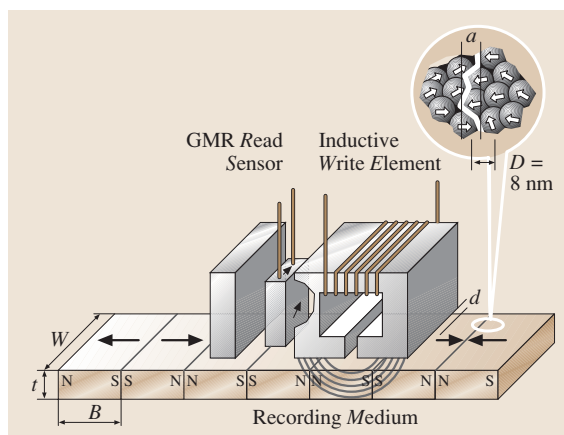 a
GMR Read
Sensor
Inductive
Write Element
D =
8 nm
d
W
t
N S S N N S S N N S S N N S
B
Recording Medium